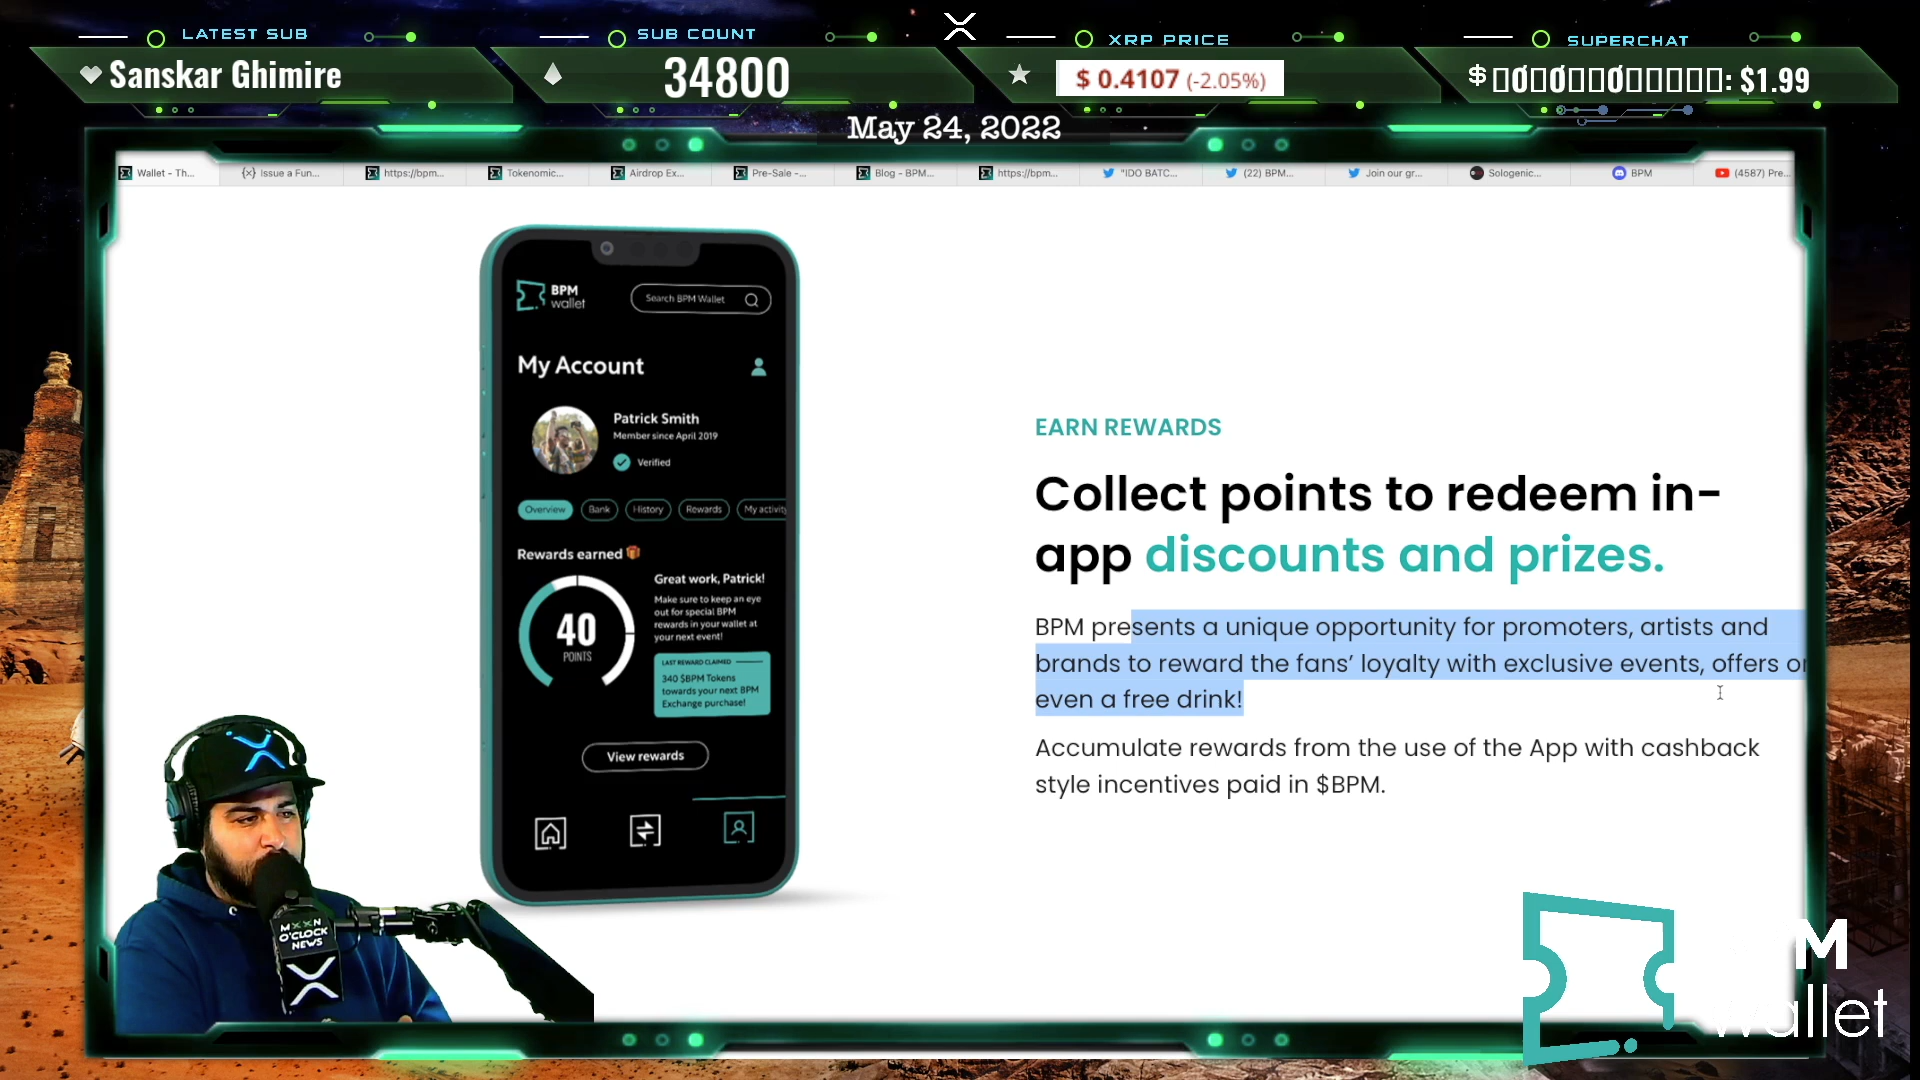 LATEST SUB
Sanskar Ghimire
SUB COUNT
34800
XRP PRICE
$ 0.4107 (-2.05%)
SUPERCHAT
: $1.99
May 24, 2022
Wallet - Th...
Issue a Fun...
https://bpm...
Tokenomic...
Airdrop Ex...
Pre-Sale -...
Blog - BPM...
https://bpm...
"IDO BATC...
(22) BPM...
Join our gr...
Sologenic...
BPM
(4587) Pre...
BPM
wallet
Search BPM Wallet
My Account
Patrick Smith
Member since April 2019
Verified
Overview
Bank
History
Rewards
My activity
Rewards earned
40
POINTS
Great work, Patrick!
Make sure to keep an eye
out for special BPM
rewards in your wallet at
your next event!
LAST REWARD CLAIMED
340 $BPM Tokens
towards your next BPM
Exchange purchase!
View rewards
EARN REWARDS
Collect points to redeem in-
app discounts and prizes.
BPM presents a unique opportunity for promoters, artists and
brands to reward the fans' loyalty with exclusive events, offers or
even a free drink!
Accumulate rewards from the use of the App with cashback
style incentives paid in $BPM.
MXXN
O'CLOCK
NEWS
BPM
wallet